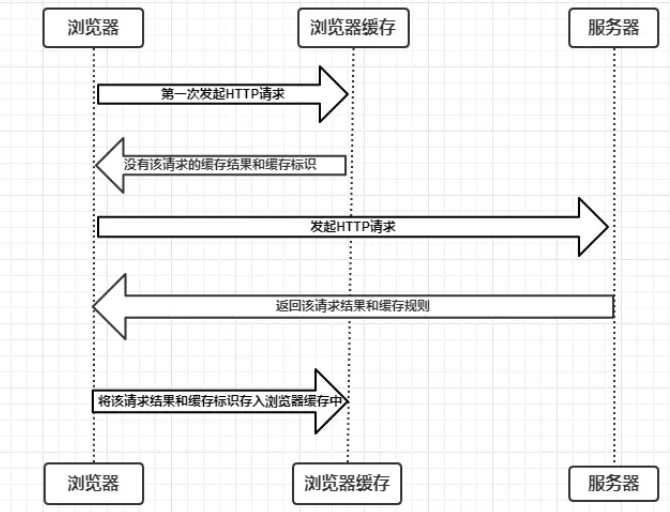 浏览器
浏览器缓存
服务器
第一次发起HTTP请求
没有该请求的缓存结果和缓存标识
发起HTTP请求
返回该请求结果和缓存规则
将该请求结果和缓存标识存入浏览器缓存中
浏览器
浏览器缓存
服务器